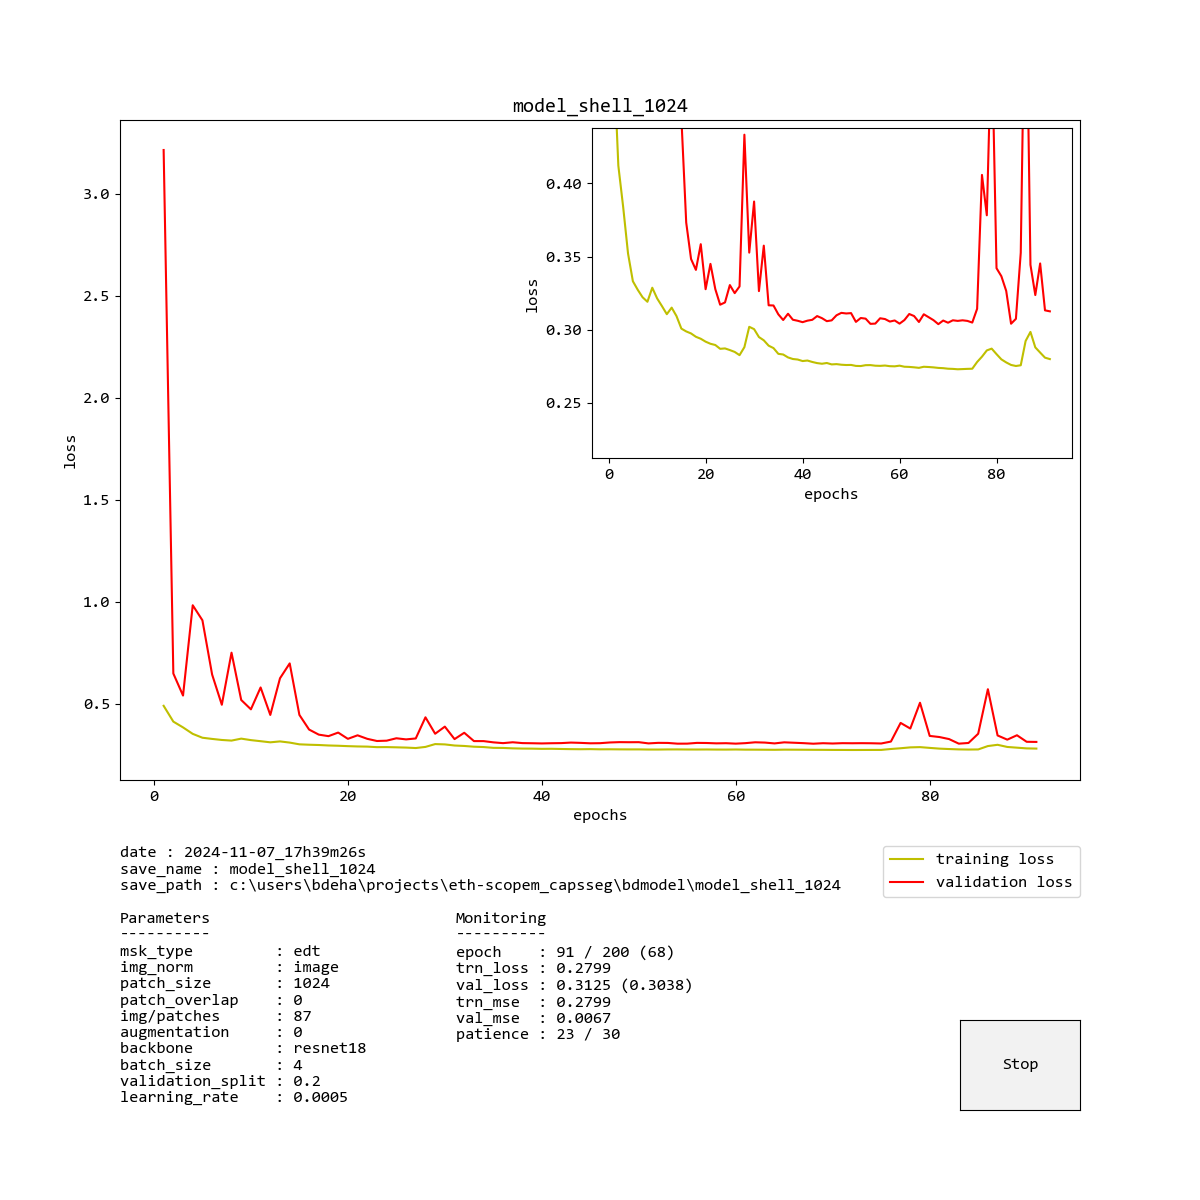 model_shell_1024
3.0
2.5
2.0
1.5
1.0
0.5
loss
0 20 40 60 80
epochs
0.40
0.35
0.30
0.25
loss
0 20 40 60 80
epochs
date : 2024-11-07_17h39m26s
save_name : model_shell_1024
save_path : c:\users\bdeha\projects\eth-scopem_capsseg\bdmodel\model_shell_1024
training loss
validation loss
Parameters
----------
msk_type : edt
img_norm : image
patch_size : 1024
patch_overlap : 0
img/patches : 87
augmentation : 0
backbone : resnet18
batch_size : 4
validation_split : 0.2
learning_rate : 0.0005
Monitoring
----------
epoch : 91 / 200 (68)
trn_loss : 0.2799
val_loss : 0.3125 (0.3038)
trn_mse : 0.2799
val_mse : 0.0067
patience : 23 / 30
Stop